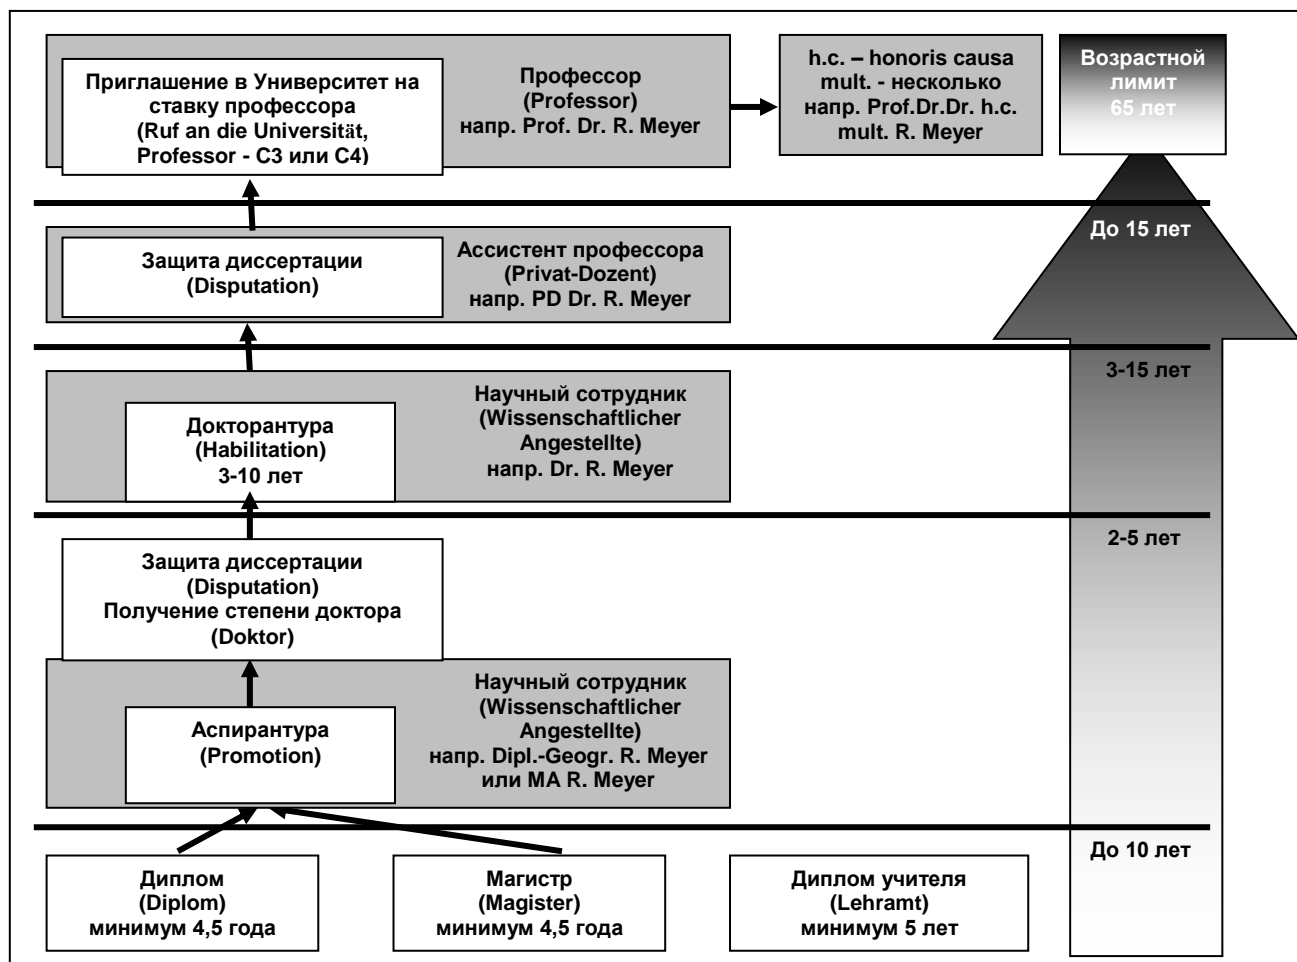 Приглашение в Университет на
ставку профессора
(Ruf an die Universität,
Professor - C3 или C4)
Профессор
(Professor)
напр. Prof. Dr. R. Meyer
h.c. – honoris causa
mult. - несколько
напр. Prof.Dr.Dr. h.c.
mult. R. Meyer
Возрастной
лимит
65 лет
До 15 лет
Защита диссертации
(Disputation)
Ассистент профессора
(Privat-Dozent)
напр. PD Dr. R. Meyer
3-15 лет
Докторантура
(Habilitation)
3-10 лет
Научный сотрудник
(Wissenschaftlicher
Angestellte)
напр. Dr. R. Meyer
2-5 лет
Защита диссертации
(Disputation)
Получение степени доктора
(Doktor)
Аспирантура
(Promotion)
Научный сотрудник
(Wissenschaftlicher
Angestellte)
напр. Dipl.-Geogr. R. Meyer
или MA R. Meyer
До 10 лет
Диплом
(Diplom)
минимум 4,5 года
Магистр
(Magister)
минимум 4,5 года
Диплом учителя
(Lehramt)
минимум 5 лет